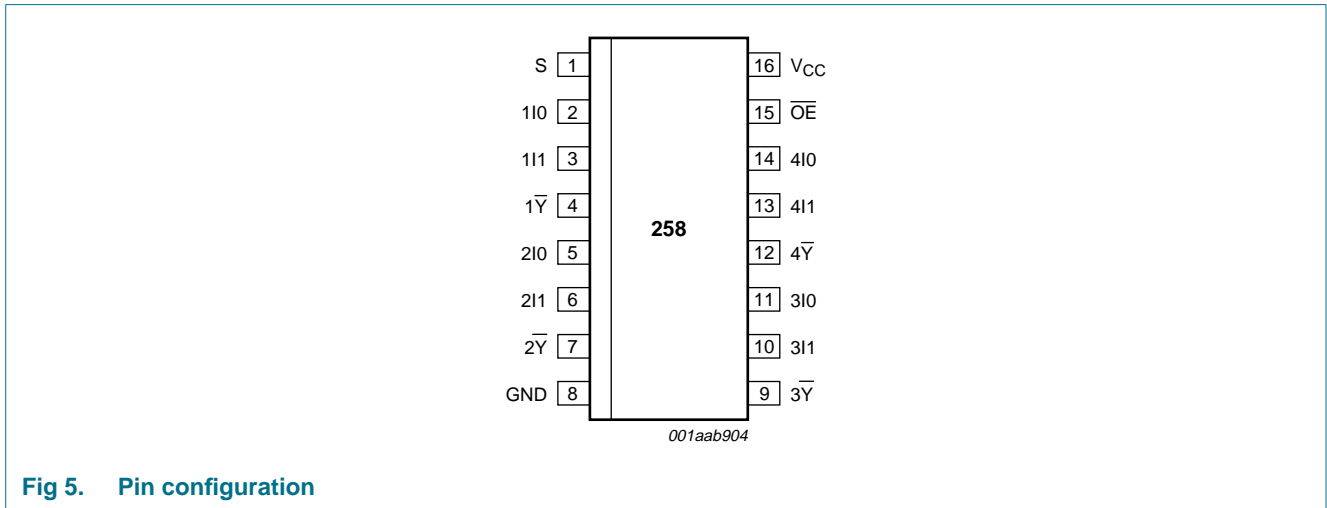 S 1 16 VCC
1I0 2 15 O̅E̅
1I1 3 14 4I0
1Y̅ 4 13 4I1
258
2I0 5 12 4Y̅
2I1 6 11 3I0
2Y̅ 7 10 3I1
GND 8 9 3Y̅
001aab904
Fig 5. Pin configuration